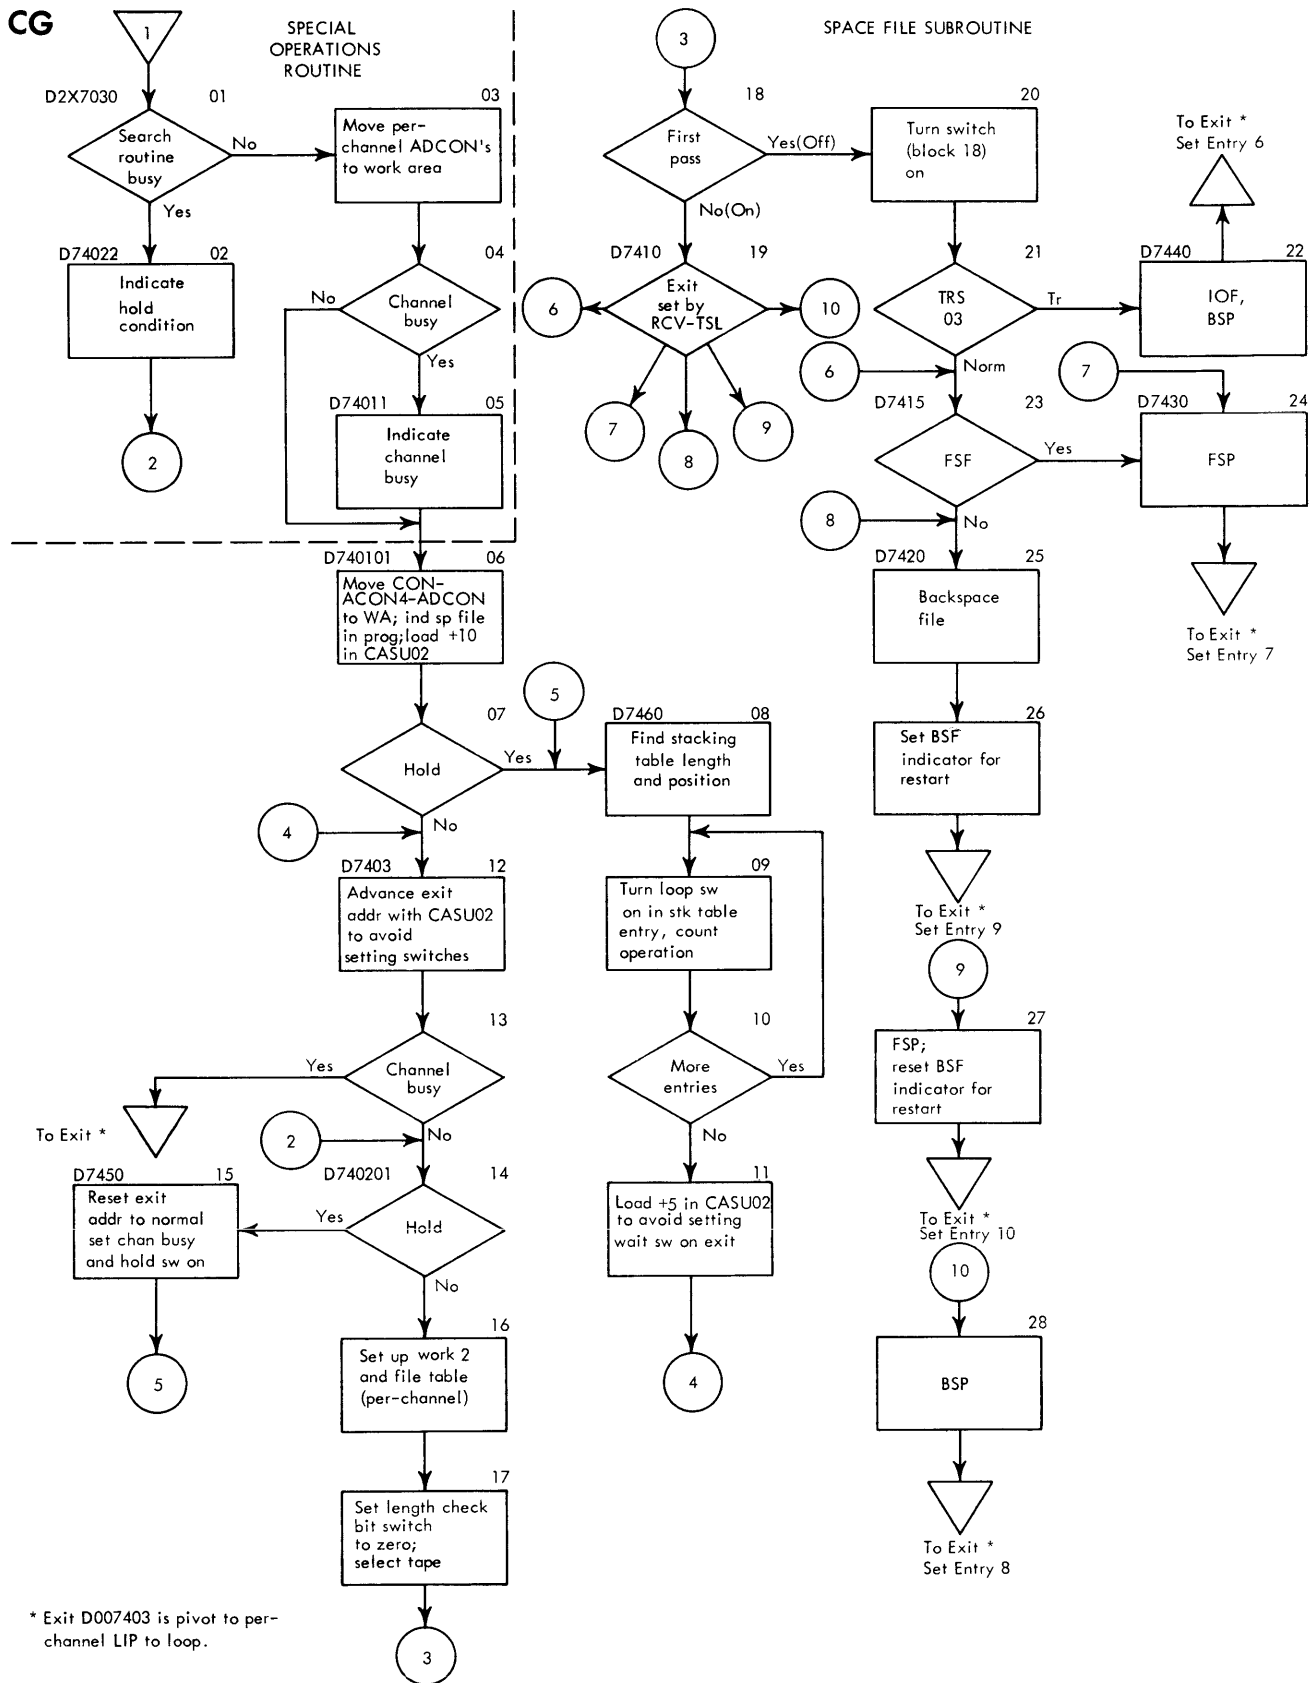 CG
1
SPECIAL
OPERATIONS
ROUTINE
D2X7030
01
Search
routine
busy
No
Yes
03
Move per-
channel ADCON's
to work area
D74022
02
Indicate
hold
condition
2
04
Channel
busy
No
Yes
D74011
05
Indicate
channel
busy
D740101
06
Move CON-
ACON4-ADCON
to WA; ind sp file
in prog;load +10
in CASU02
07
Hold
Yes
No
5
D7460
08
Find stacking
table length
and position
4
D7403
12
Advance exit
addr with CASU02
to avoid
setting switches
09
Turn loop sw
on in stk table
entry, count
operation
13
Channel
busy
Yes
No
10
More
entries
Yes
No
To Exit *
2
D7450
15
Reset exit
addr to normal
set chan busy
and hold sw on
D740201
14
Hold
Yes
No
11
Load +5 in CASU02
to avoid setting
wait sw on exit
5
4
16
Set up work 2
and file table
(per-channel)
17
Set length check
bit switch
to zero;
select tape
3
* Exit D007403 is pivot to per-
channel LIP to loop.
SPACE FILE SUBROUTINE
3
18
First
pass
Yes(Off)
No(On)
20
Turn switch
(block 18)
on
D7410
19
Exit
set by
RCV-TSL
6
7
8
9
10
21
TRS
03
Tr
Norm
To Exit *
Set Entry 6
D7440
22
IOF,
BSP
6
7
D7415
23
FSF
Yes
No
D7430
24
FSP
To Exit *
Set Entry 7
8
D7420
25
Backspace
file
26
Set BSF
indicator for
restart
To Exit *
Set Entry 9
9
27
FSP;
reset BSF
indicator for
restart
To Exit *
Set Entry 10
10
28
BSP
To Exit *
Set Entry 8